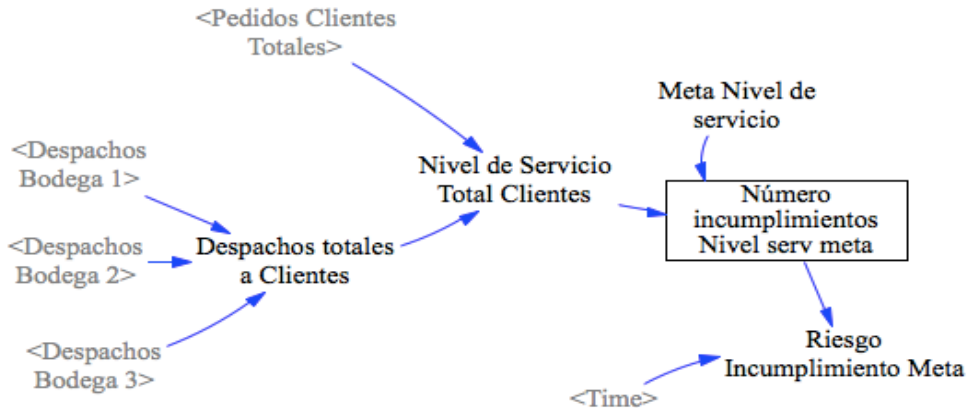 <Pedidos Clientes
Totales>
Meta Nivel de
servicio
<Despachos
Bodega 1>
Nivel de Servicio
Total Clientes
Número
incumplimientos
Nivel serv meta
<Despachos
Bodega 2>
Despachos totales
a Clientes
<Despachos
Bodega 3>
Riesgo
Incumplimiento Meta
<Time>